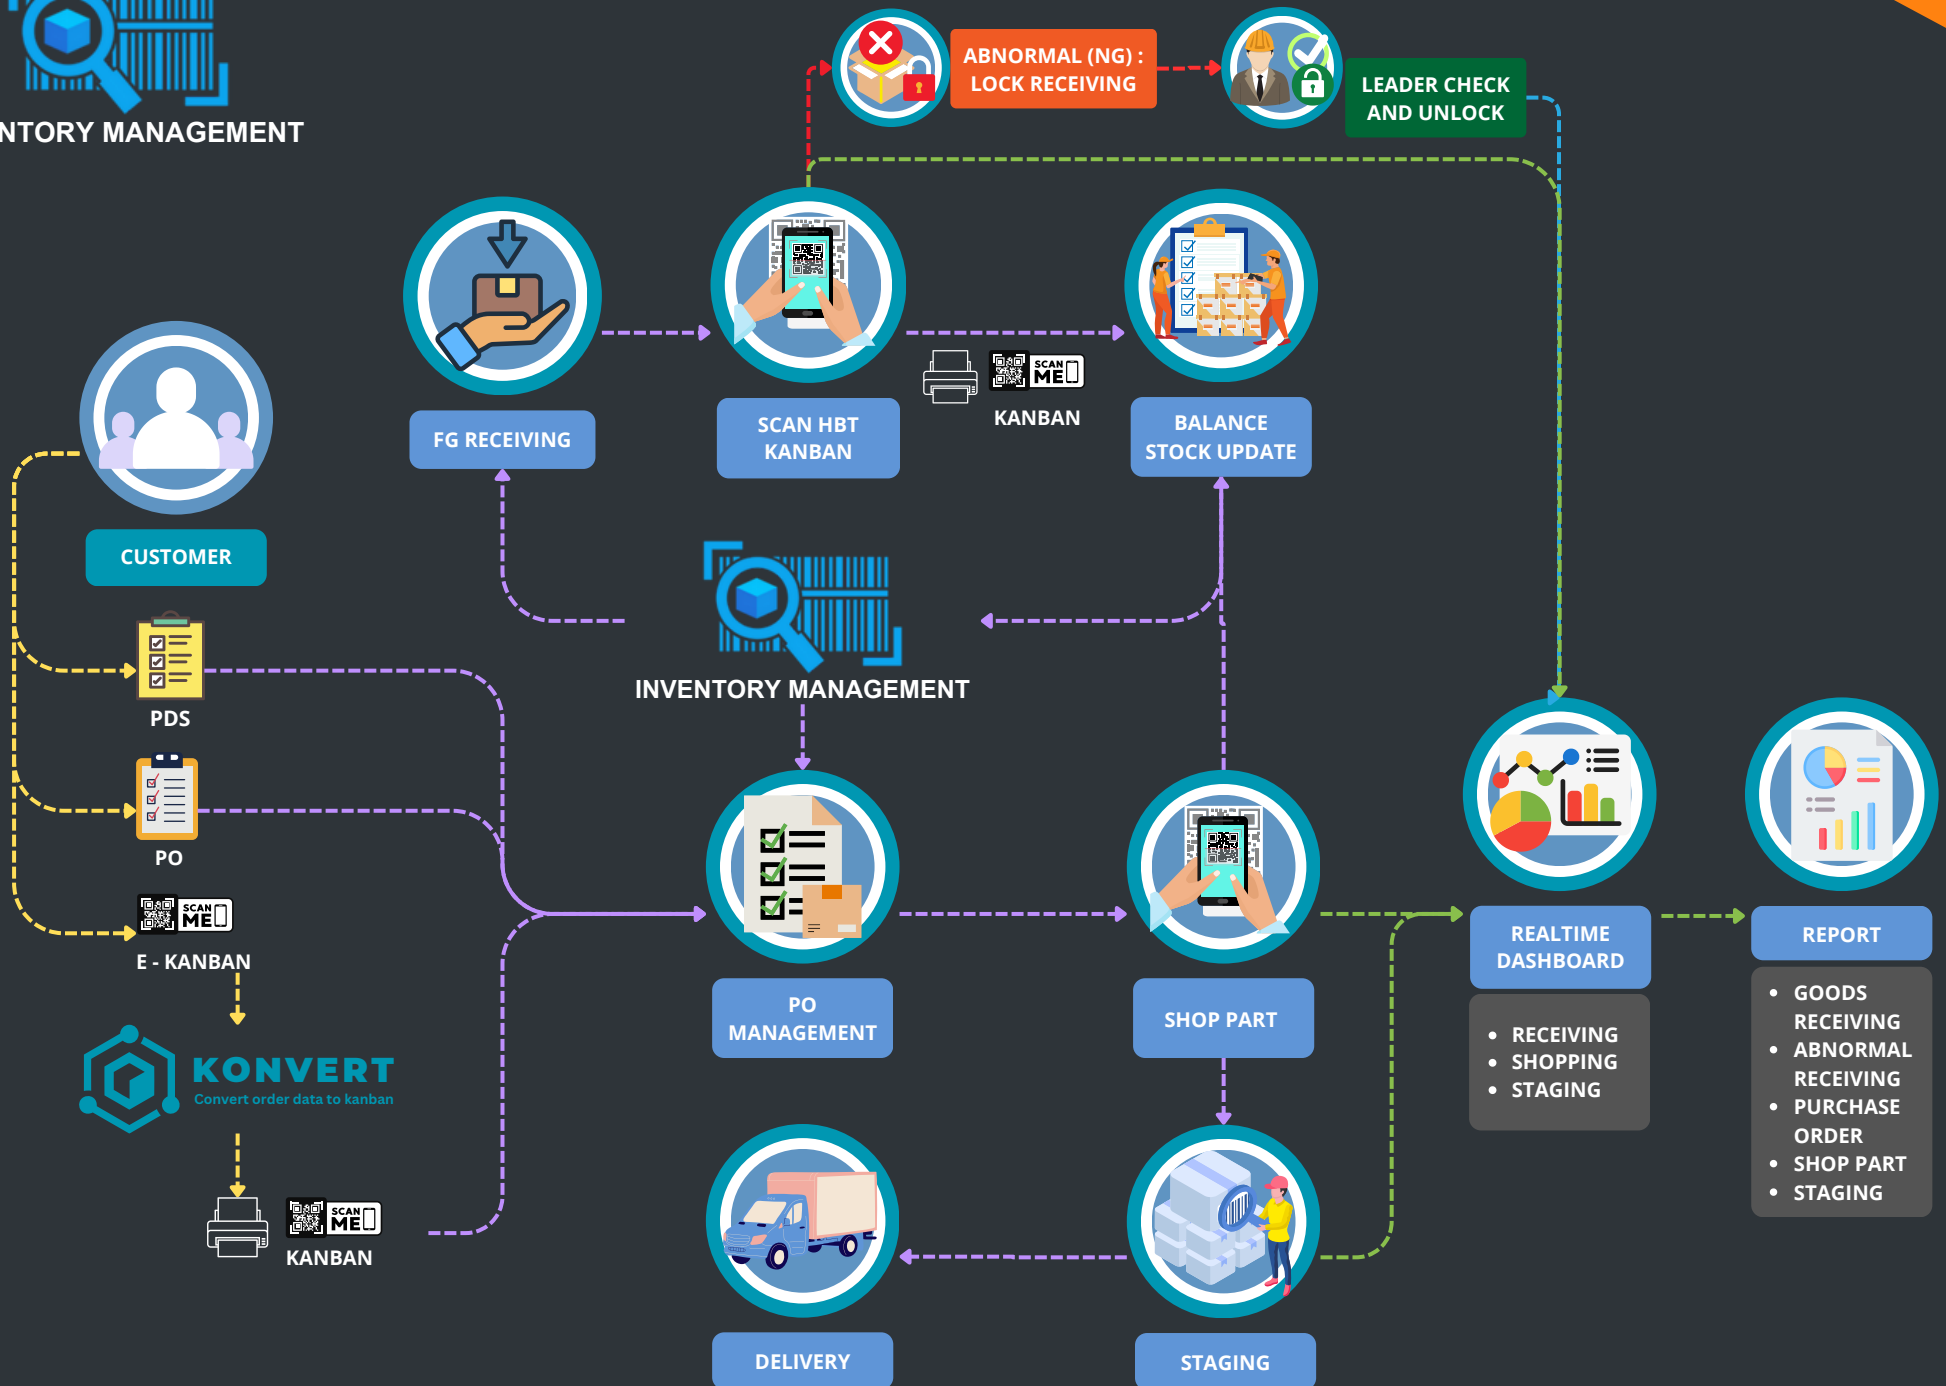 NTORY MANAGEMENT
ABNORMAL (NG) :
LOCK RECEIVING
LEADER CHECK
AND UNLOCK
FG RECEIVING
SCAN HBT
KANBAN
SCAN
ME
KANBAN
BALANCE
STOCK UPDATE
CUSTOMER
INVENTORY MANAGEMENT
PDS
PO
SCAN
ME
E - KANBAN
KONVERT
Convert order data to kanban
SCAN
ME
KANBAN
PO
MANAGEMENT
SHOP PART
REALTIME
DASHBOARD
• RECEIVING
• SHOPPING
• STAGING
REPORT
• GOODS
RECEIVING
• ABNORMAL
RECEIVING
• PURCHASE
ORDER
• SHOP PART
• STAGING
DELIVERY
STAGING